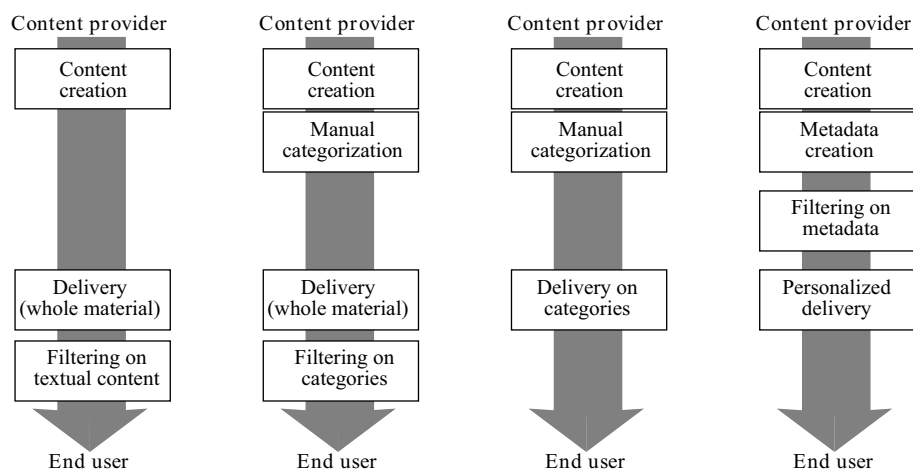 Content provider
Content
creation
Delivery
(whole material)
Filtering on
textual content
End user
Content provider
Content
creation
Manual
categorization
Delivery
(whole material)
Filtering on
categories
End user
Content provider
Content
creation
Manual
categorization
Delivery on
categories
End user
Content provider
Content
creation
Metadata
creation
Filtering on
metadata
Personalized
delivery
End user